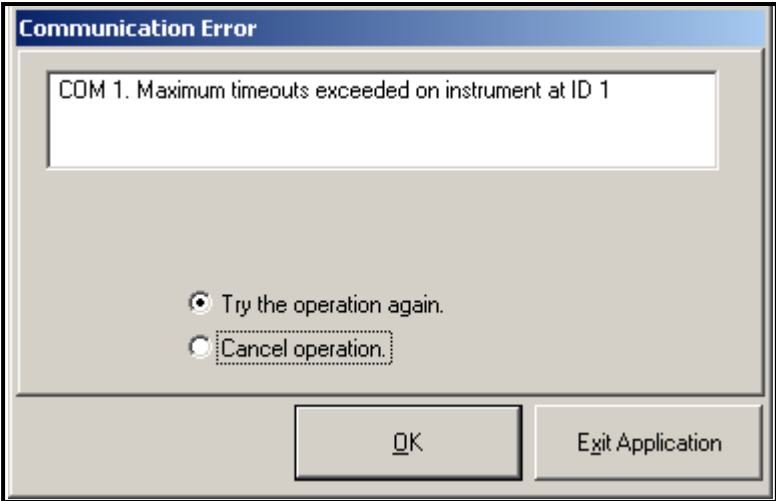 Communication Error
COM 1. Maximum timeouts exceeded on instrument at ID 1
Try the operation again.
Cancel operation.
OK
Exit Application